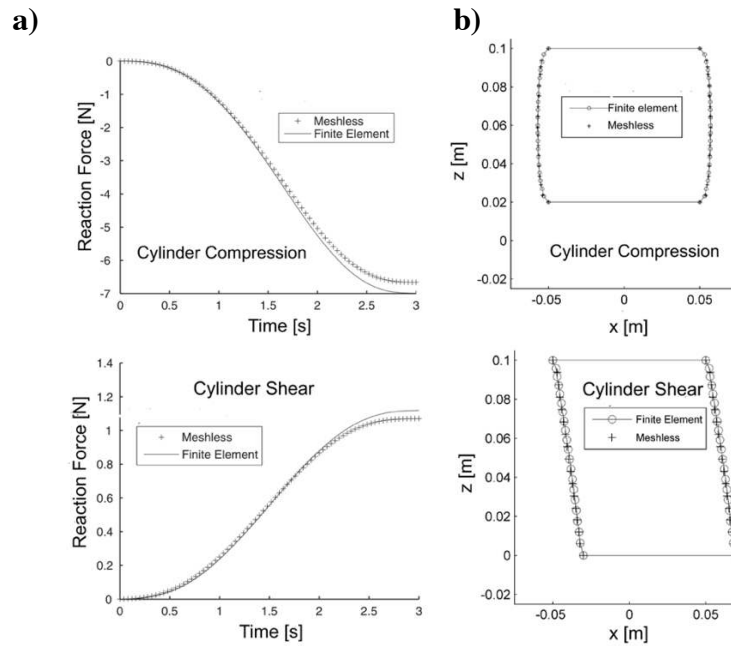 a)
0
-1
-2
-3
-4
-5
-6
-7
Reaction Force [N]
Meshless
Finite Element
Cylinder Compression
0 0.5 1 1.5 2 2.5 3
Time [s]
b)
0.1
0.08
0.06
0.04
0.02
0
-0.02
z [m]
Finite element
Meshless
Cylinder Compression
-0.05 0 0.05
x [m]
1.4
1.2
1
0.8
0.6
0.4
0.2
0
Reaction Force [N]
Cylinder Shear
Meshless
Finite Element
0 0.5 1 1.5 2 2.5 3
Time [s]
0.1
0.08
0.06
0.04
0.02
0
-0.02
z [m]
Cylinder Shear
Finite Element
Meshless
-0.05 0 0.05
x [m]